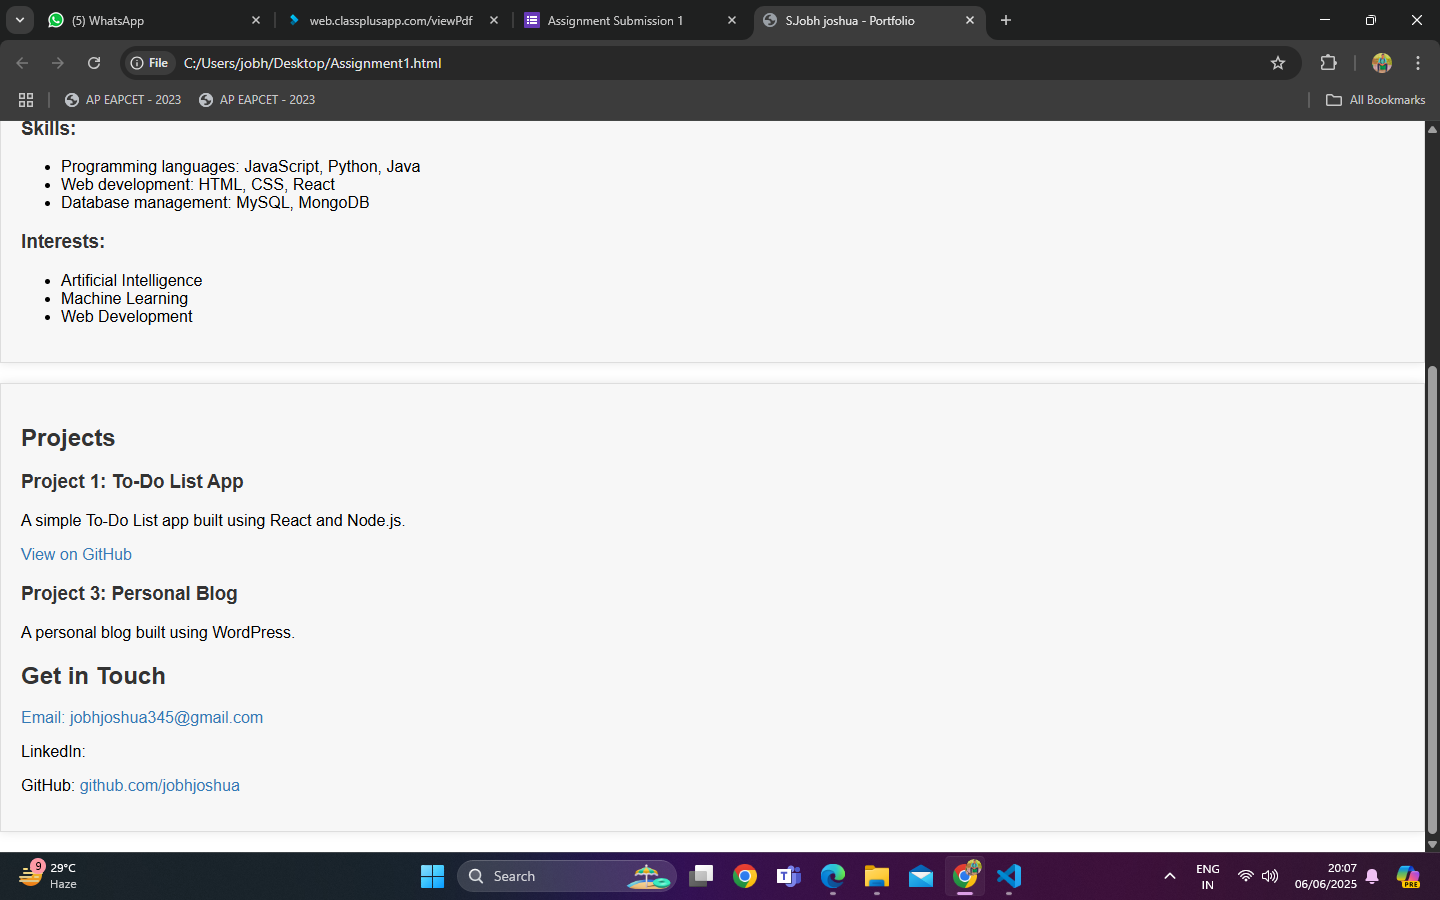 (5) WhatsApp
web.classplusapp.com/viewPdf
Assignment Submission 1
S.Jobh joshua - Portfolio
File
C:/Users/jobh/Desktop/Assignment1.html
AP EAPCET - 2023
AP EAPCET - 2023
All Bookmarks
Skills:
Programming languages: JavaScript, Python, Java
Web development: HTML, CSS, React
Database management: MySQL, MongoDB
Interests:
Artificial Intelligence
Machine Learning
Web Development
Projects
Project 1: To-Do List App
A simple To-Do List app built using React and Node.js.
View on GitHub
Project 3: Personal Blog
A personal blog built using WordPress.
Get in Touch
Email: jobhjoshua345@gmail.com
LinkedIn:
GitHub: github.com/jobhjoshua
9
29°C
Haze
Search
T
ENG
IN
20:07
06/06/2025
PRE